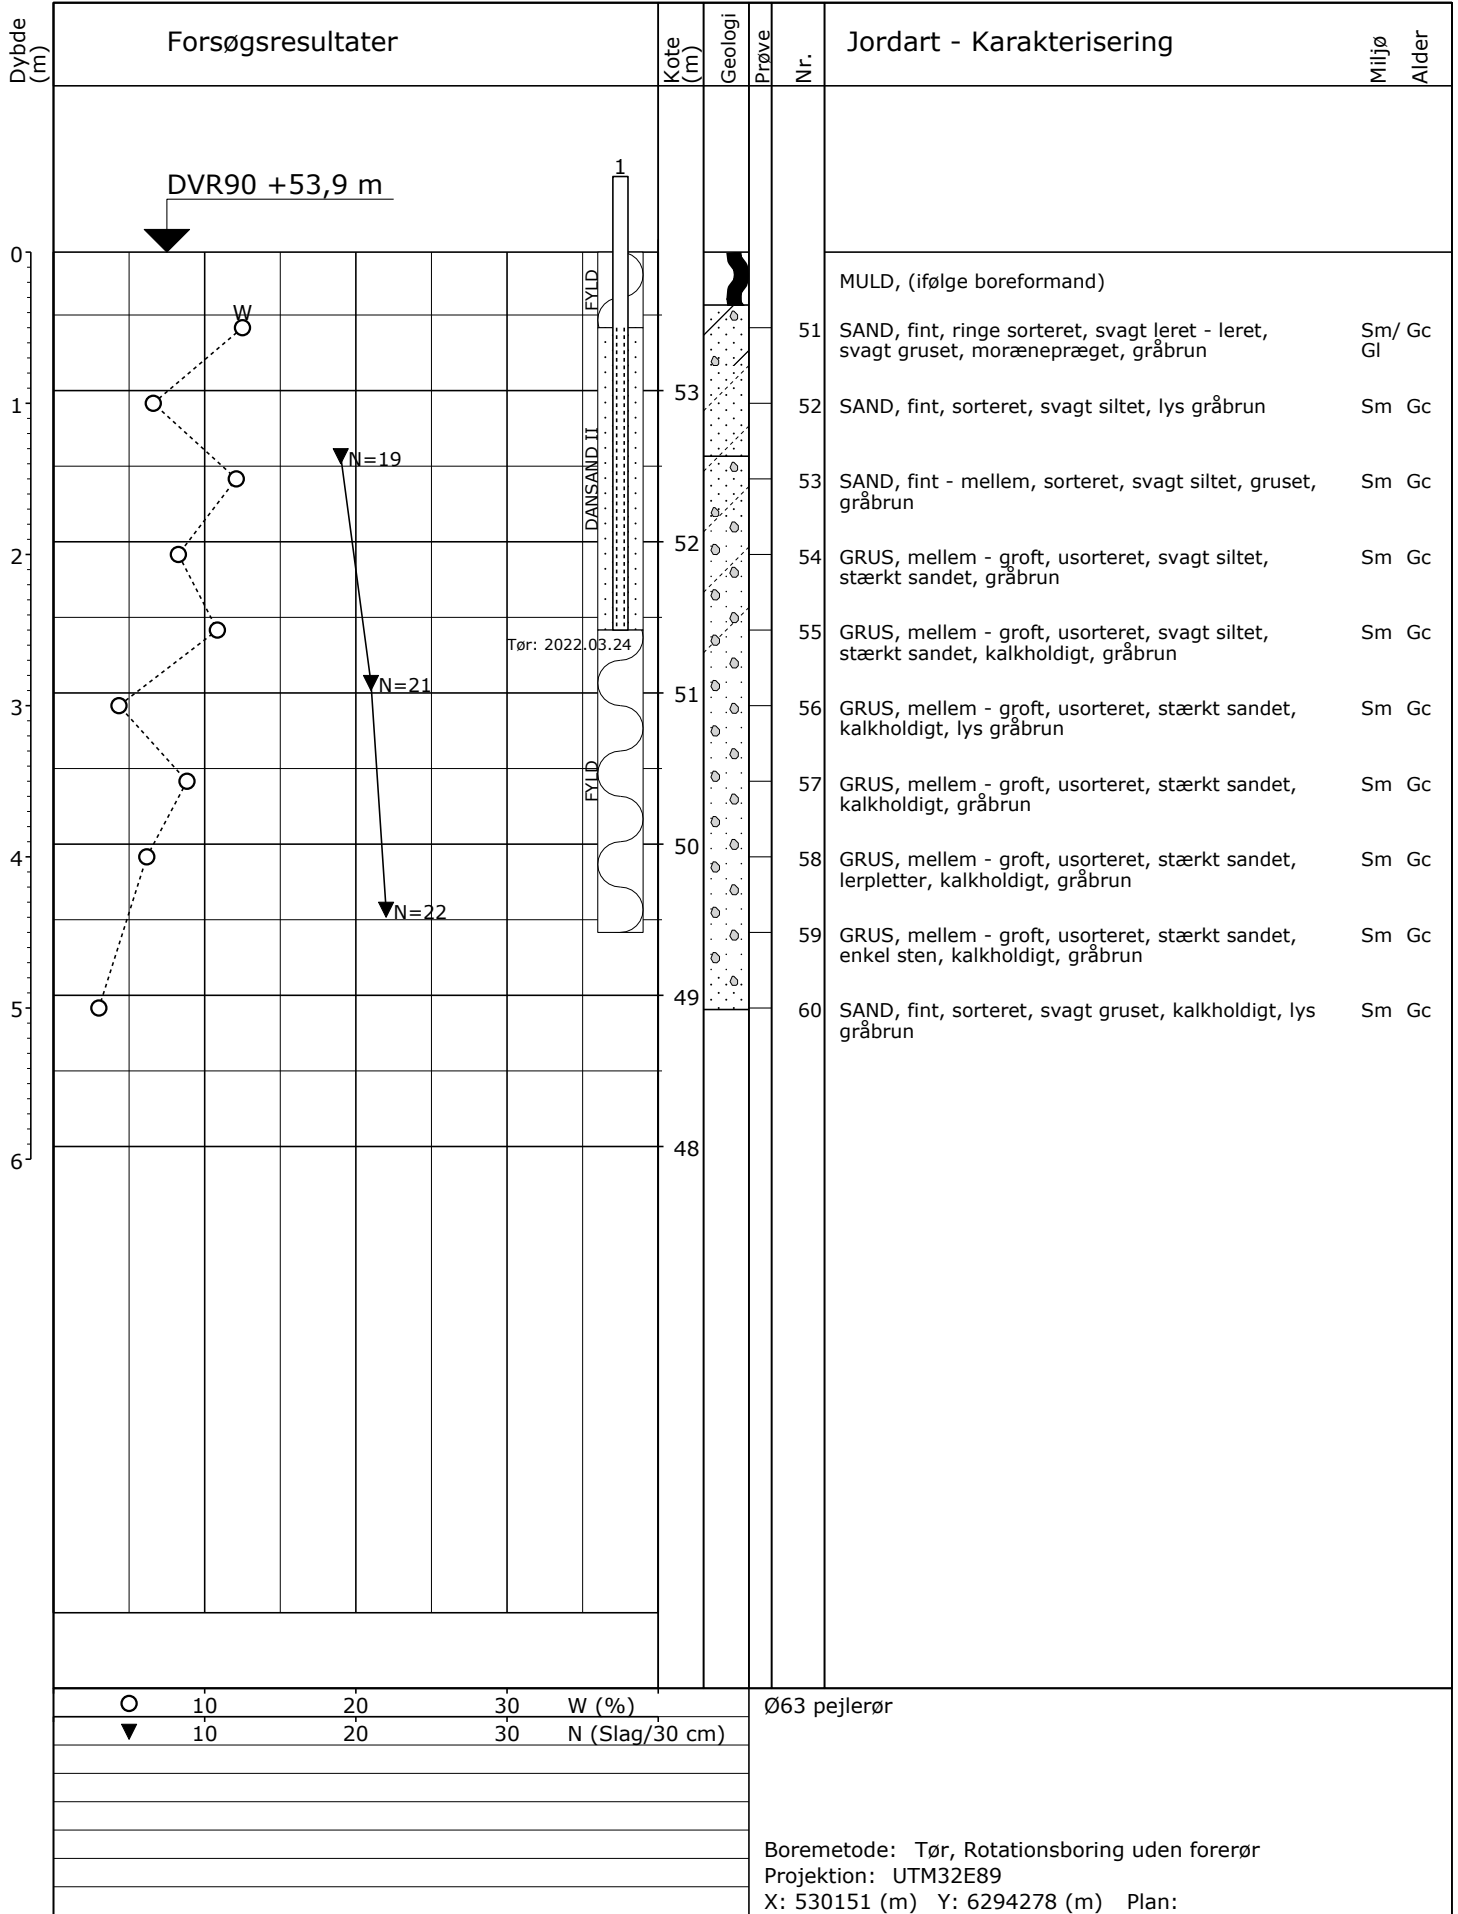 Dybde (m)
Forsøgsresultater
Kote (m)
Geologi
Prøve
Nr.
Jordart - Karakterisering
Miljø
Alder
DVR90 +53,9 m
1
0
FYLD
MULD, (ifølge boreformand)
W
51 SAND, fint, ringe sorteret, svagt leret - leret, Sm/ Gc
svagt gruset, morænepræget, gråbrun Gl
53
1
52 SAND, fint, sorteret, svagt siltet, lys gråbrun Sm Gc
N=19
DANSAND II
53 SAND, fint - mellem, sorteret, svagt siltet, gruset, Sm Gc
gråbrun
52
2
54 GRUS, mellem - groft, usorteret, svagt siltet, Sm Gc
stærkt sandet, gråbrun
Tør: 2022.03.24
55 GRUS, mellem - groft, usorteret, svagt siltet, Sm Gc
stærkt sandet, kalkholdigt, gråbrun
N=21
51
3
56 GRUS, mellem - groft, usorteret, stærkt sandet, Sm Gc
kalkholdigt, lys gråbrun
FYLD
57 GRUS, mellem - groft, usorteret, stærkt sandet, Sm Gc
kalkholdigt, gråbrun
50
4
58 GRUS, mellem - groft, usorteret, stærkt sandet, Sm Gc
lerpletter, kalkholdigt, gråbrun
N=22
59 GRUS, mellem - groft, usorteret, stærkt sandet, Sm Gc
enkel sten, kalkholdigt, gråbrun
49
5
60 SAND, fint, sorteret, svagt gruset, kalkholdigt, lys Sm Gc
gråbrun
48
6
10 20 30 W (%)
10 20 30 N (Slag/30 cm)
Ø63 pejlerør
Boremetode: Tør, Rotationsboring uden forerør
Projektion: UTM32E89
X: 530151 (m) Y: 6294278 (m) Plan: